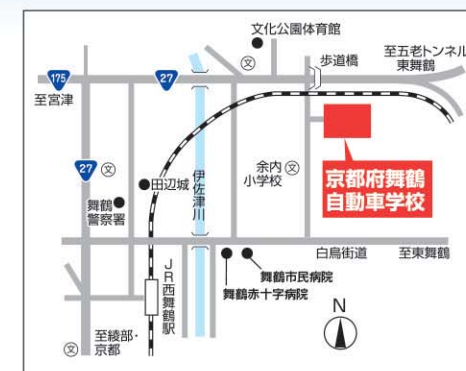 文化公園体育館
文
歩道橋
至五老トンネル
東舞鶴
175
27
至宮津
27
文
田辺城
伊佐津川
余内
小学校
文
京都府舞鶴
自動車学校
舞鶴
警察署
白鳥街道
至東舞鶴
舞鶴市民病院
舞鶴赤十字病院
JR西舞鶴駅
N
至綾部・
京都
文